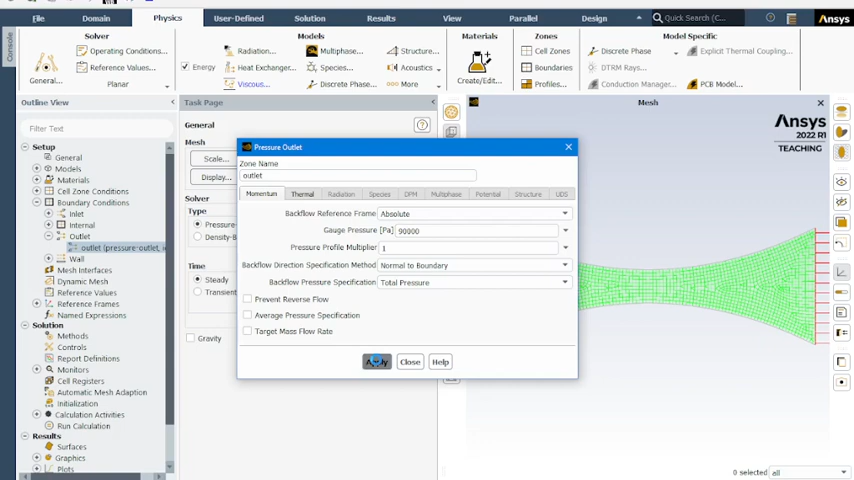 File Domain Physics User-Defined Solution Results View Parallel Design Quick Search (C... Ansys
Console
Solver Models Materials Zones Model Specific
Operating Conditions... Radiation... Multiphase... Structure... Cell Zones Discrete Phase Explicit Thermal Coupling...
General... Reference Values... Energy Heat Exchanger... Species... Acoustics Boundaries DTRM Rays...
Planar Viscous... Discrete Phase... More Create/Edit... Profiles... Conduction Manager... PCB Model...
Outline View Task Page Mesh
Filter Text
General
Ansys
2022 R1
TEACHING
Setup
General
Models
Materials
Cell Zone Conditions
Boundary Conditions
Inlet
Internal
Outlet
outlet (pressure-outlet, i
Wall
Mesh Interfaces
Dynamic Mesh
Reference Values
Reference Frames
Named Expressions
Solution
Methods
Controls
Report Definitions
Monitors
Cell Registers
Automatic Mesh Adaption
Initialization
Calculation Activities
Run Calculation
Results
Surfaces
Graphics
Plots
Mesh
Scale...
Display...
Solver
Type
Pressure
Density-B
Time
Steady
Transient
Gravity
Pressure Outlet
Zone Name
outlet
Momentum Thermal Radiation Species DPM Multiphase Potential Structure UDS
Backflow Reference Frame Absolute
Gauge Pressure [Pa] 90000
Pressure Profile Multiplier 1
Backflow Direction Specification Method Normal to Boundary
Backflow Pressure Specification Total Pressure
Prevent Reverse Flow
Average Pressure Specification
Target Mass Flow Rate
Apply Close Help
0 selected all